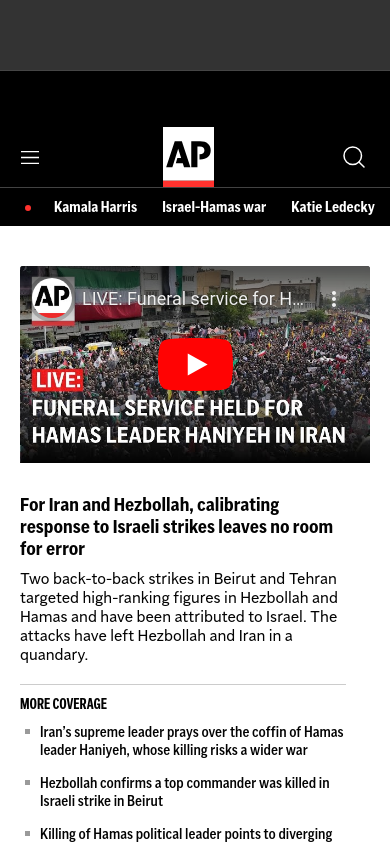 AP
Kamala Harris Israel-Hamas war Katie Ledecky
AP LIVE: Funeral service for H...
LIVE:
FUNERAL SERVICE HELD FOR
HAMAS LEADER HANIYEH IN IRAN
For Iran and Hezbollah, calibrating
response to Israeli strikes leaves no room
for error
Two back-to-back strikes in Beirut and Tehran
targeted high-ranking figures in Hezbollah and
Hamas and have been attributed to Israel. The
attacks have left Hezbollah and Iran in a
quandary.
MORE COVERAGE
Iran’s supreme leader prays over the coffin of Hamas
leader Haniyeh, whose killing risks a wider war
Hezbollah confirms a top commander was killed in
Israeli strike in Beirut
Killing of Hamas political leader points to diverging